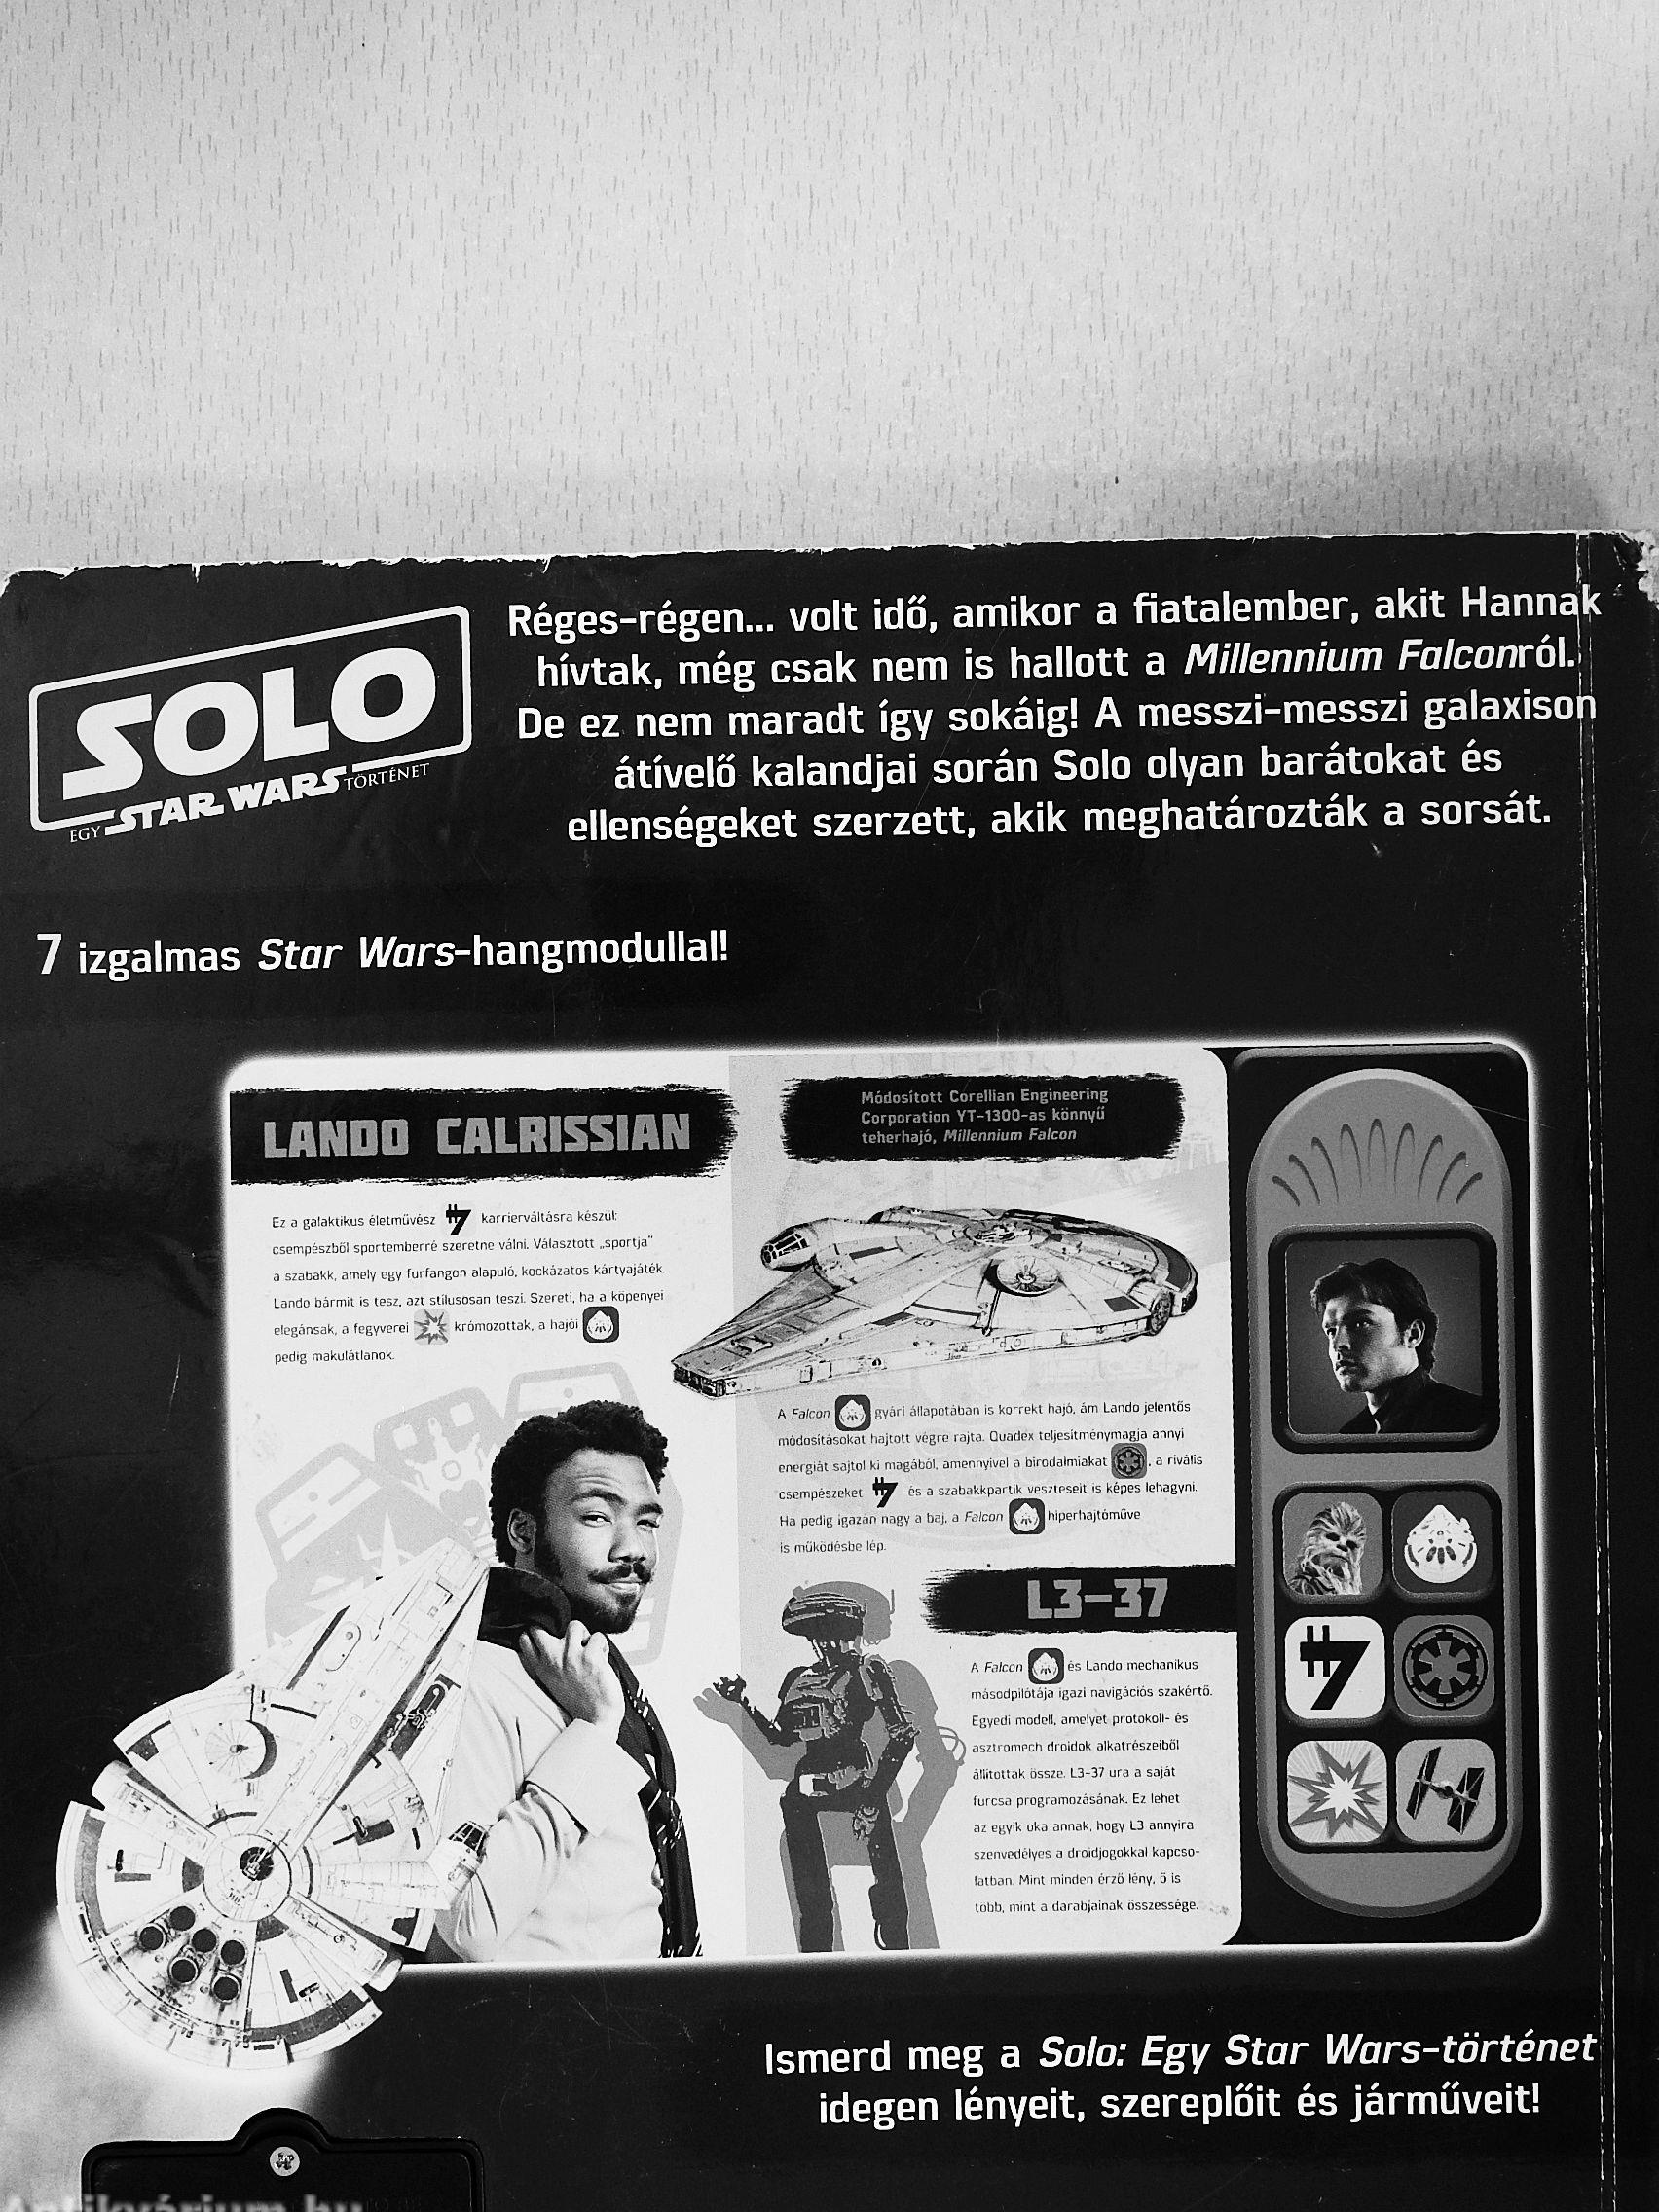 SOLO
EGY STAR WARS TÖRTÉNET
Réges-régen... volt idő, amikor a fiatalember, akit Hannak
hívtak, még csak nem is hallott a Millennium Falconról.
De ez nem maradt így sokáig! A messzi-messzi galaxison
átívelő kalandjai során Solo olyan barátokat és
ellenségeket szerzett, akik meghatározták a sorsát.
7 izgalmas Star Wars-hangmodullal!
LANDO CALRISSIAN
Ez a galaktikus életművész karrierváltásra készül:
csempészből sportemberré szeretne válni. Választott „sportja”
a szabakk, amely egy furfangon alapuló, kockázatos kártyajáték.
Lando bármit is tesz, azt stílusosan teszi. Szereti, ha a köpenyei
elegánsak, a fegyverei krómozottak, a hajói
pedig makulátlanok.
Módosított Corellian Engineering
Corporation YT-1300-as könnyű
teherhajó, Millennium Falcon
A Falcon gyári állapotában is korrekt hajó, ám Lando jelentős
módosításokat hajtott végre rajta. Quadex teljesítménymagja annyi
energiát sajtol ki magából, amennyivel a birodalmiakat , a rivális
csempészeket és a szabakkpartik veszteseit is képes lehagyni.
Ha pedig igazán nagy a baj, a Falcon hiperhajtóműve
is működésbe lép.
L3-37
A Falcon és Lando mechanikus
másodpilótája igazi navigációs szakértő.
Egyedi modell, amelyet protokoll- és
asztromech droidok alkatrészeiből
állítottak össze. L3-37 ura a saját
furcsa programozásának. Ez lehet
az egyik oka annak, hogy L3 annyira
szenvedélyes a droidjogokkal kapcso-
latban. Mint minden érző lény, ő is
több, mint a darabjainak összessége.
Ismerd meg a Solo: Egy Star Wars-történet
idegen lényeit, szereplőit és járműveit!
Antikvárium.hu